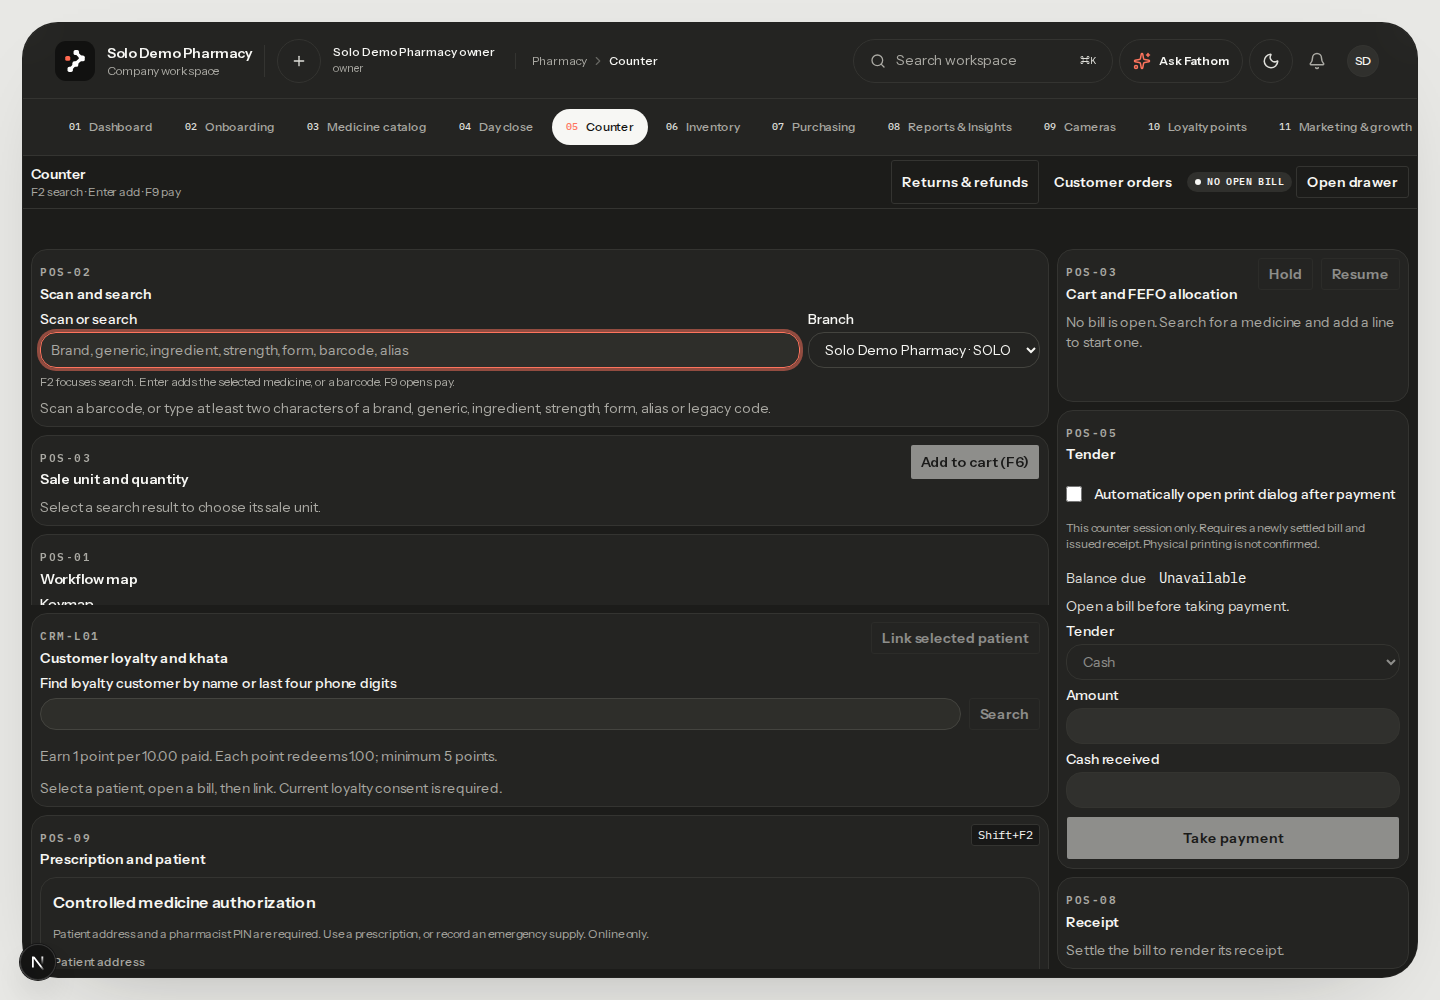 Solo Demo Pharmacy
Company workspace
Solo Demo Pharmacy owner
owner
Pharmacy > Counter
Search workspace
⌘K
Ask Fathom
SD
01 Dashboard
02 Onboarding
03 Medicine catalog
04 Day close
05 Counter
06 Inventory
07 Purchasing
08 Reports & Insights
09 Cameras
10 Loyalty points
11 Marketing & growth
Counter
F2 search · Enter add · F9 pay
Returns & refunds
Customer orders
NO OPEN BILL
Open drawer
POS-02
Scan and search
Scan or search
Brand, generic, ingredient, strength, form, barcode, alias
Branch
Solo Demo Pharmacy · SOLO
F2 focuses search. Enter adds the selected medicine, or a barcode. F9 opens pay.
Scan a barcode, or type at least two characters of a brand, generic, ingredient, strength, form, alias or legacy code.
POS-03
Sale unit and quantity
Add to cart (F6)
Select a search result to choose its sale unit.
POS-01
Workflow map
Keymap
CRM-L01
Customer loyalty and khata
Link selected patient
Find loyalty customer by name or last four phone digits
Search
Earn 1 point per 10.00 paid. Each point redeems 1.00; minimum 5 points.
Select a patient, open a bill, then link. Current loyalty consent is required.
POS-09
Prescription and patient
Shift+F2
Controlled medicine authorization
Patient address and a pharmacist PIN are required. Use a prescription, or record an emergency supply. Online only.
Patient address
N
POS-03
Cart and FEFO allocation
Hold
Resume
No bill is open. Search for a medicine and add a line
to start one.
POS-05
Tender
Automatically open print dialog after payment
This counter session only. Requires a newly settled bill and
issued receipt. Physical printing is not confirmed.
Balance due Unavailable
Open a bill before taking payment.
Tender
Cash
Amount
Cash received
Take payment
POS-08
Receipt
Settle the bill to render its receipt.